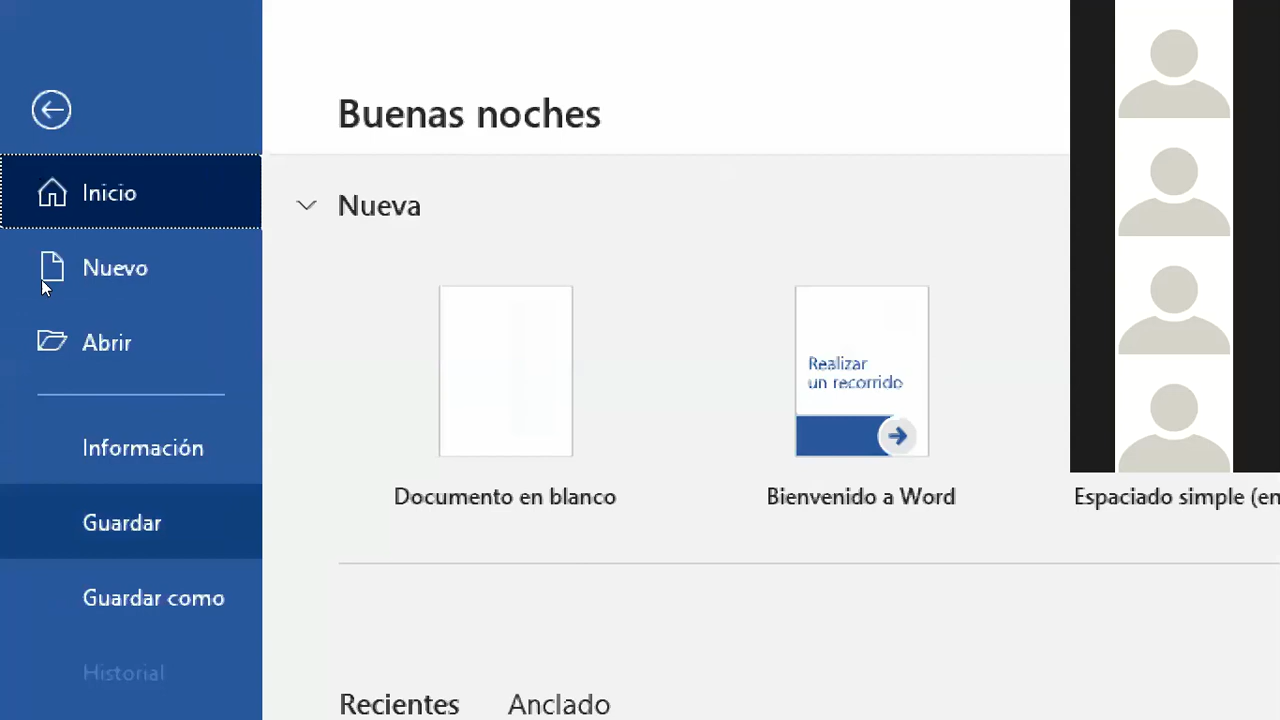 Buenas noches
Inicio
Nuevo
Abrir
Información
Guardar
Guardar como
Historial
Nueva
Realizar
un recorrido
Documento en blanco
Bienvenido a Word
Espaciado simple (en
Recientes
Anclado